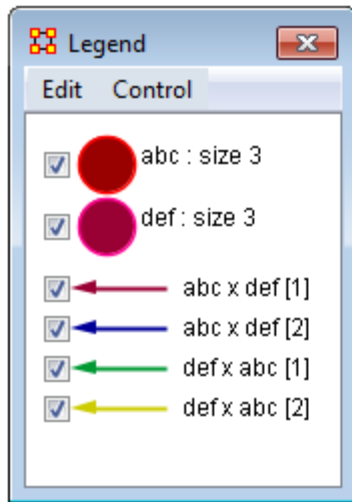 Legend
Edit Control
abc : size 3
def : size 3
abc x def [1]
abc x def [2]
def x abc [1]
def x abc [2]